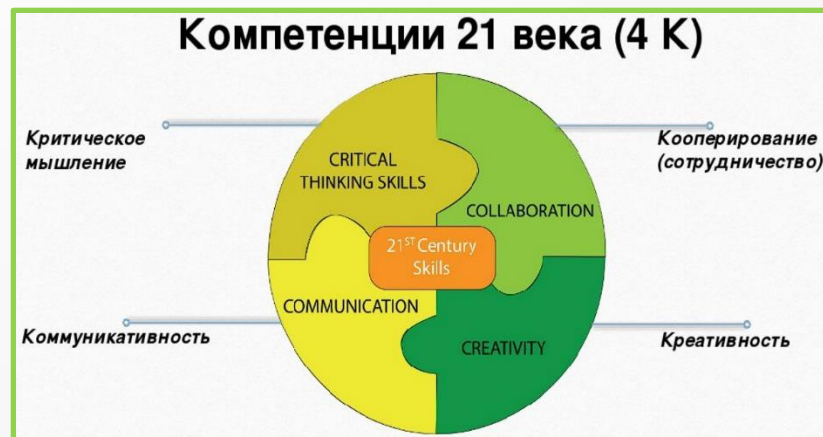 Компетенции 21 века (4 К)
Критическое
мышление
Кооперирование
(сотрудничество)
CRITICAL
THINKING SKILLS
COLLABORATION
21ST Century
Skills
COMMUNICATION
CREATIVITY
Коммуникативность
Креативность